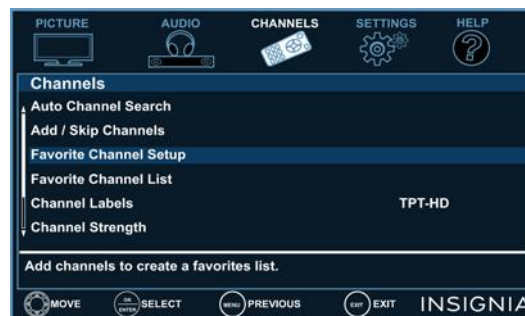 PICTURE AUDIO CHANNELS SETTINGS HELP
Channels
Auto Channel Search
Add / Skip Channels
Favorite Channel Setup
Favorite Channel List
Channel Labels TPT-HD
Channel Strength
Add channels to create a favorites list.
MOVE OK ENTER SELECT MENU PREVIOUS EXIT EXIT INSIGNIA